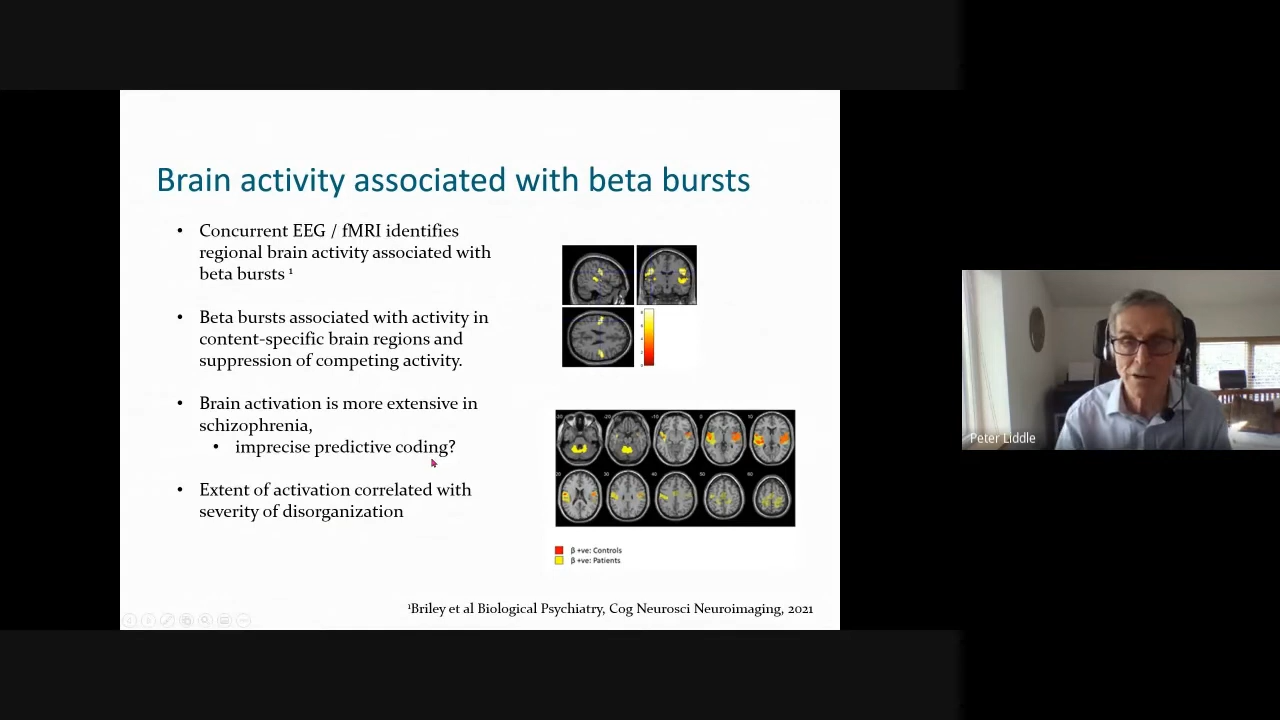 Brain activity associated with beta bursts
• Concurrent EEG / fMRI identifies
regional brain activity associated with
beta bursts ¹
• Beta bursts associated with activity in
content-specific brain regions and
suppression of competing activity.
• Brain activation is more extensive in
schizophrenia,
• imprecise predictive coding?
• Extent of activation correlated with
severity of disorganization
β +ve: Controls
β +ve: Patients
¹Briley et al Biological Psychiatry, Cog Neurosci Neuroimaging, 2021
Peter Liddle